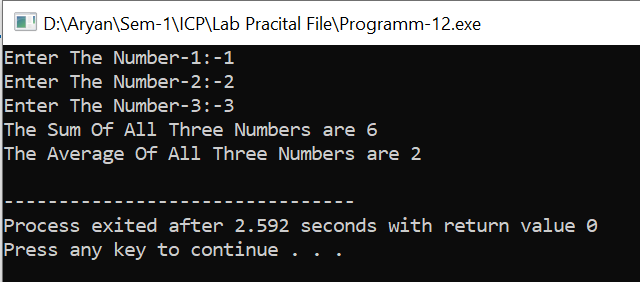 D:\Aryan\Sem-1\ICP\Lab Pracital File\Programm-12.exe
Enter The Number-1:-1
Enter The Number-2:-2
Enter The Number-3:-3
The Sum Of All Three Numbers are 6
The Average Of All Three Numbers are 2
--------------------------------
Process exited after 2.592 seconds with return value 0
Press any key to continue . . .